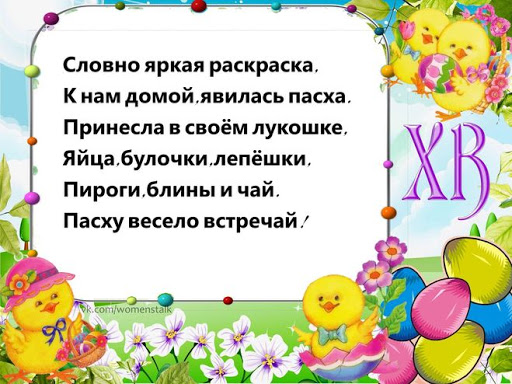 Словно яркая раскраска,
К нам домой,явилась пасха.
Принесла в своём лукошке,
Яйца,булочки,лепёшки,
Пироги,блины и чай.
Пасху весело встречай!
ХВ
vk.com/womenstalk